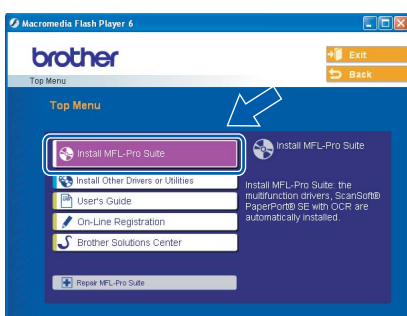 Macromedia Flash Player 6
brother
Exit
Back
Top Menu
Top Menu
Install MFL-Pro Suite
Install Other Drivers or Utilities
User's Guide
On-Line Registration
Brother Solutions Center
Repair MFL-Pro Suite
Install MFL-Pro Suite
Install MFL-Pro Suite: the
multifunction drivers, ScanSoft®
PaperPort® SE with OCR are
automatically installed.